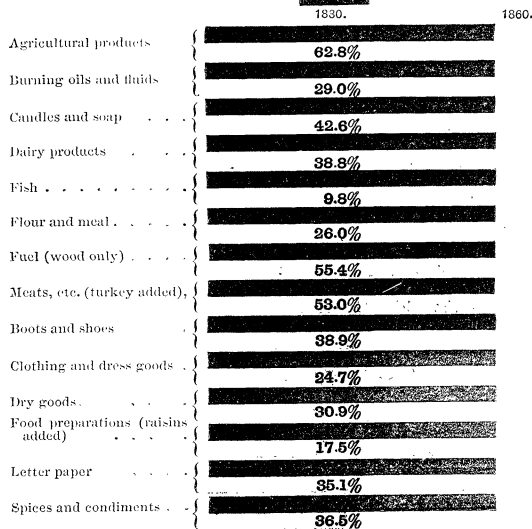 1830. 1860.
Agricultural products
62.8%
Burning oils and fluids
29.0%
Candles and soap . . .
42.6%
Dairy products . . .
38.8%
Fish . . . . . . . . .
9.8%
Flour and meal . . . .
26.0%
Fuel (wood only) . . . .
55.4%
Meats, etc. (turkey added),
53.0%
Boots and shoes .
38.9%
Clothing and dress goods .
24.7%
Dry goods. . . .
30.9%
Food preparations (raisins
added) . . . .
17.5%
Letter paper . . . .
35.1%
Spices and condiments . .
36.5%